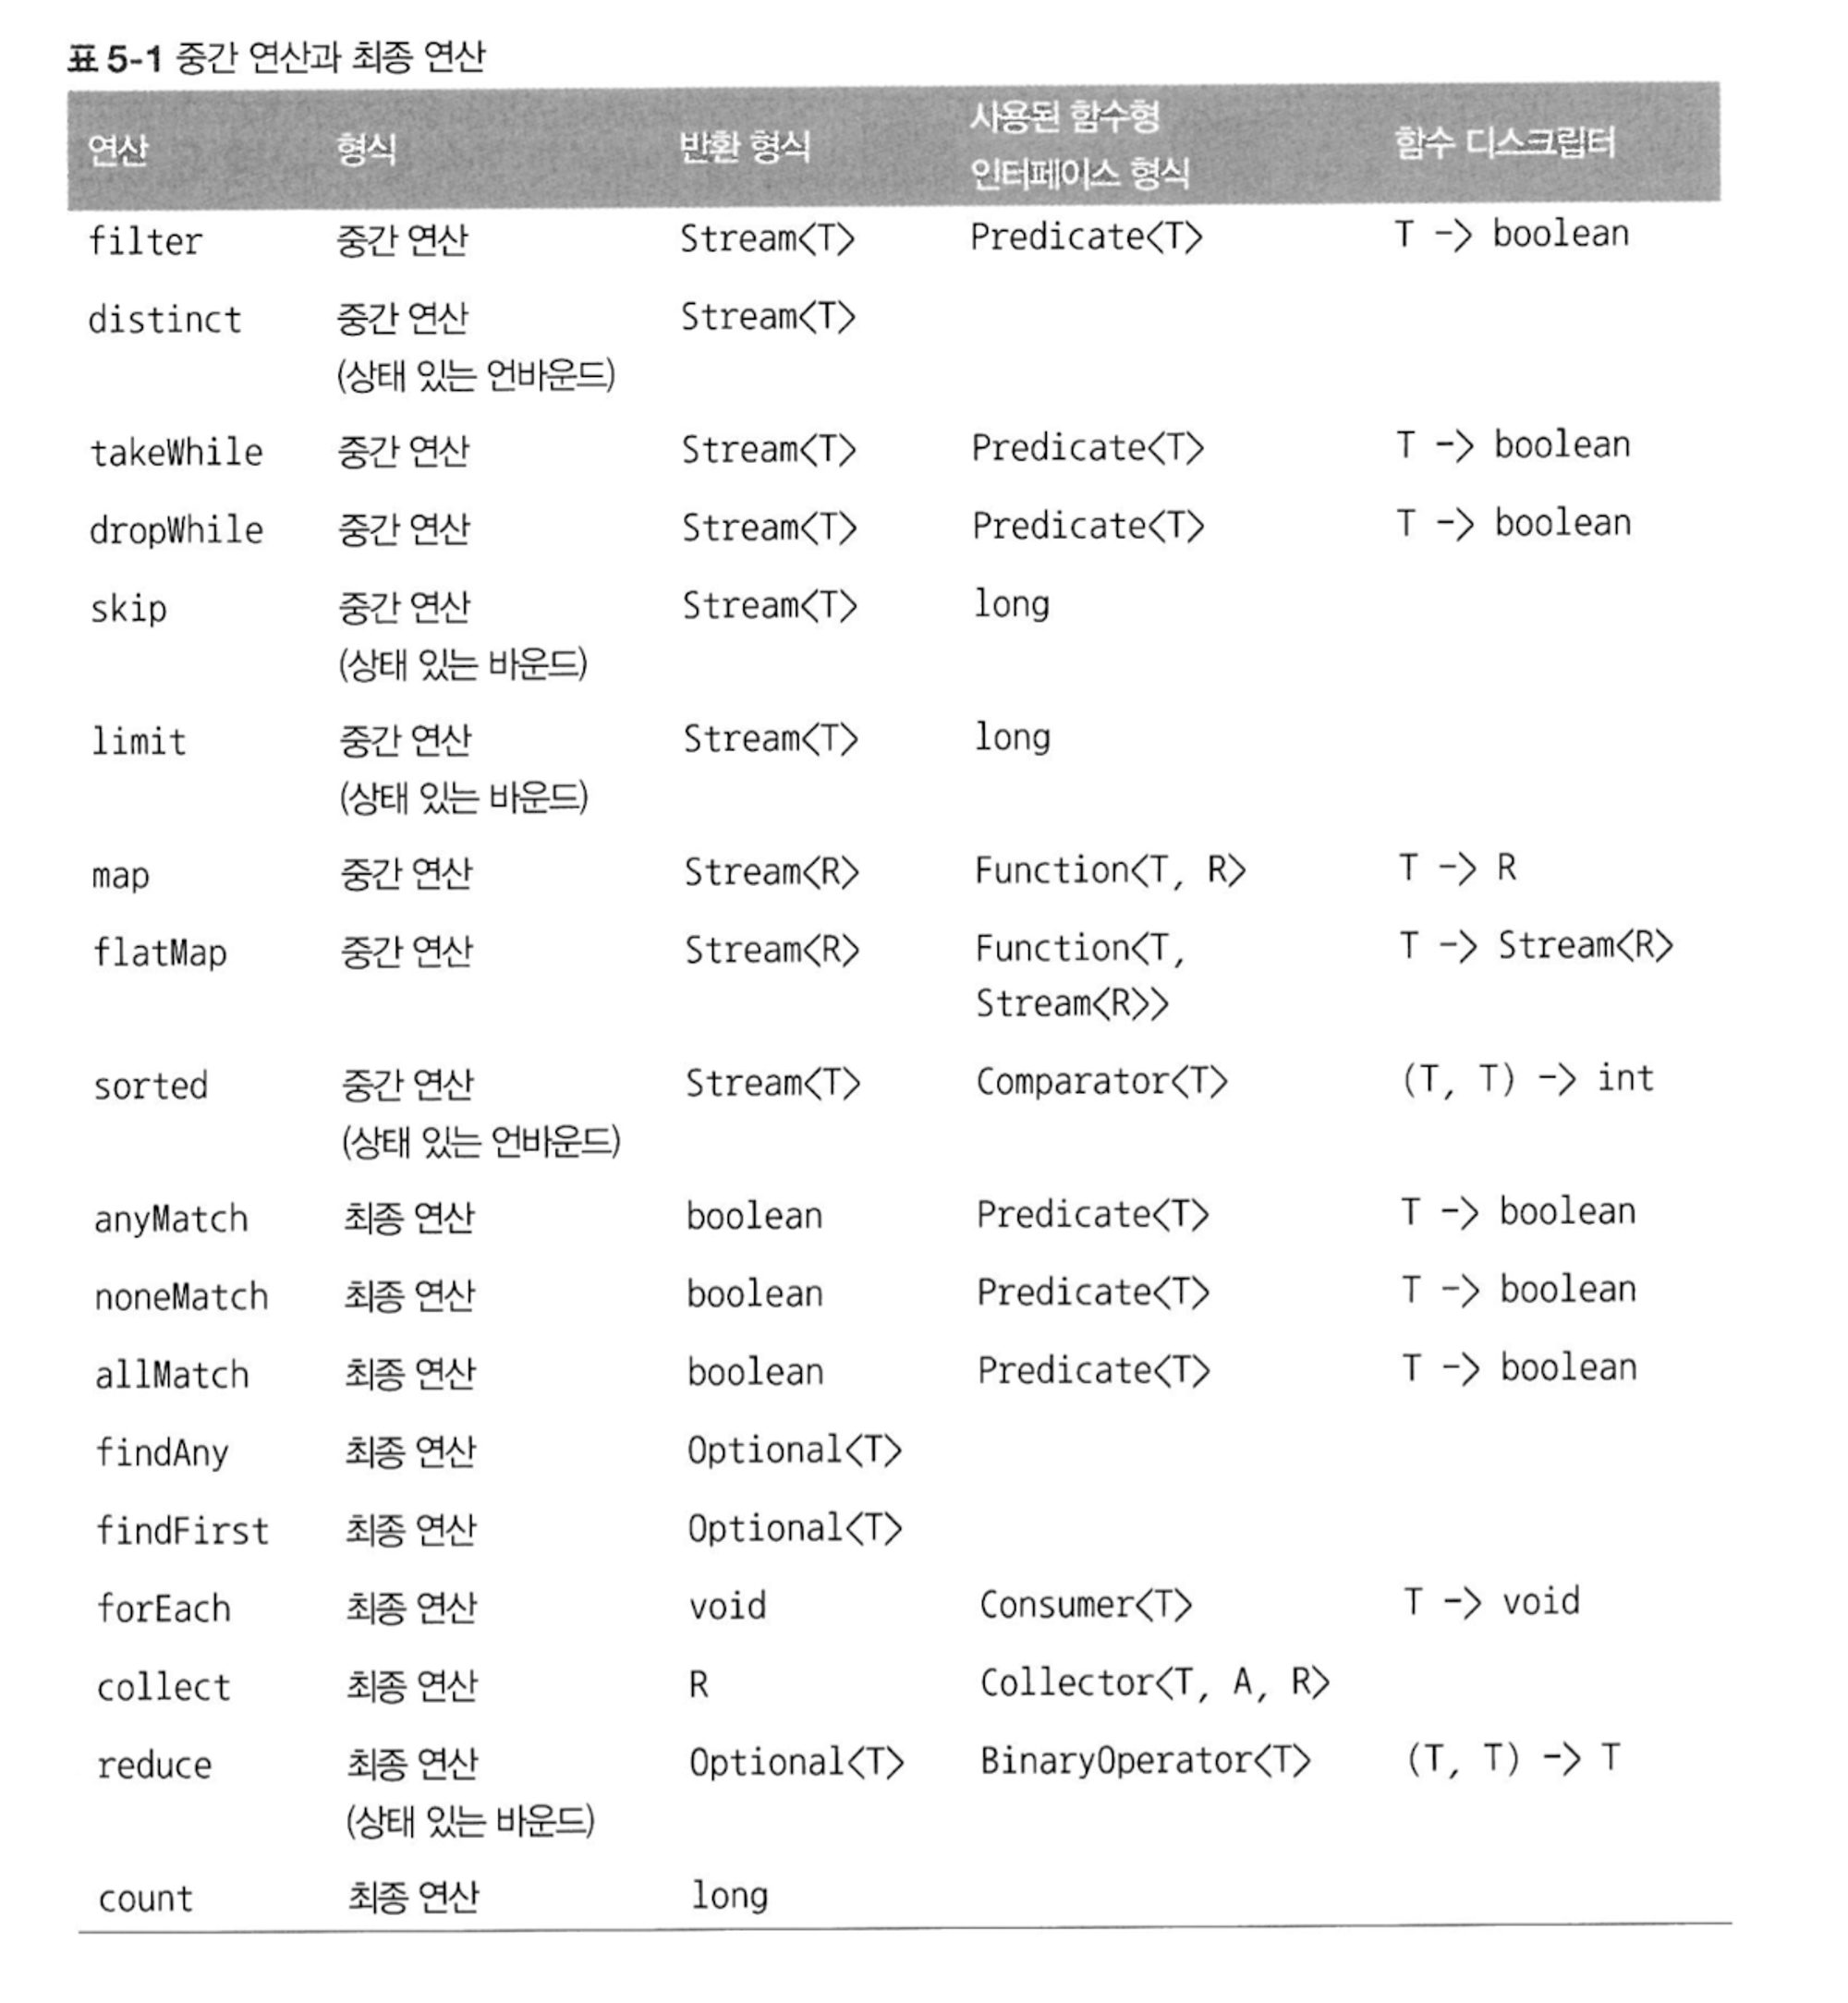 표 5-1 중간 연산과 최종 연산
연산 형식 반환 형식 사용된 함수형 인터페이스 형식 함수 디스크립터
filter 중간 연산 Stream<T> Predicate<T> T -> boolean
distinct 중간 연산 Stream<T>
(상태 있는 언바운드)
takeWhile 중간 연산 Stream<T> Predicate<T> T -> boolean
dropWhile 중간 연산 Stream<T> Predicate<T> T -> boolean
skip 중간 연산 Stream<T> long
(상태 있는 바운드)
limit 중간 연산 Stream<T> long
(상태 있는 바운드)
map 중간 연산 Stream<R> Function<T, R> T -> R
flatMap 중간 연산 Stream<R> Function<T, T -> Stream<R>
Stream<R>>
sorted 중간 연산 Stream<T> Comparator<T> (T, T) -> int
(상태 있는 언바운드)
anyMatch 최종 연산 boolean Predicate<T> T -> boolean
noneMatch 최종 연산 boolean Predicate<T> T -> boolean
allMatch 최종 연산 boolean Predicate<T> T -> boolean
findAny 최종 연산 Optional<T>
findFirst 최종 연산 Optional<T>
forEach 최종 연산 void Consumer<T> T -> void
collect 최종 연산 R Collector<T, A, R>
reduce 최종 연산 Optional<T> BinaryOperator<T> (T, T) -> T
(상태 있는 바운드)
count 최종 연산 long